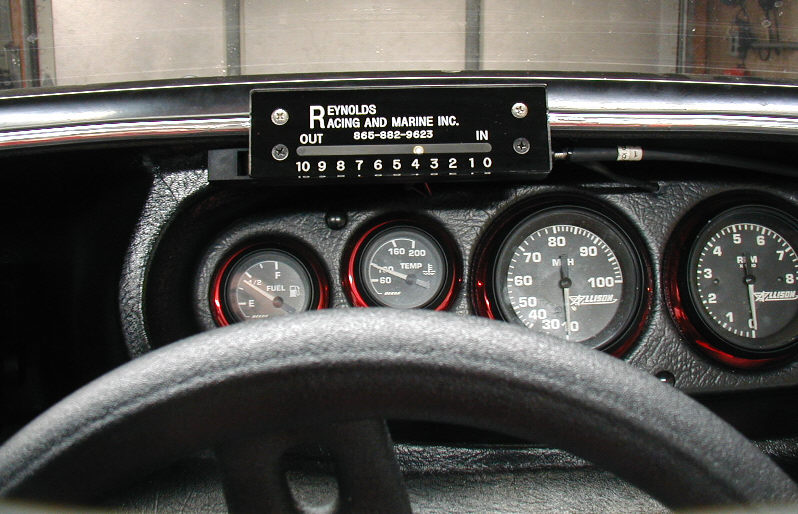 REYNOLDS
RACING AND MARINE INC.
865-882-9623
OUT IN
10 9 8 7 6 5 4 3 2 1 0
F
1/2
FUEL
E
160 200
TEMP
100
60
80
70 90
MPH
60 100
50
40
30
ALLISON
5 6
4 7
RPM
3 8
2
1
0
ALLISON